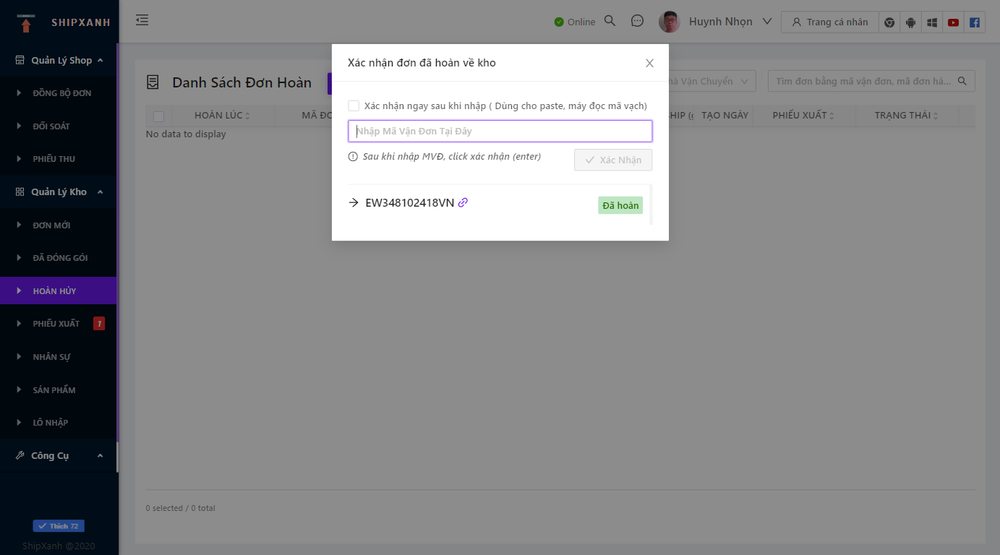 SHIPXANH
Online
Huynh Nhọn
Trang cá nhân
Quản Lý Shop
ĐỒNG BỘ ĐƠN
ĐỐI SOÁT
PHIẾU THU
Quản Lý Kho
ĐƠN MỚI
ĐÃ ĐÓNG GÓI
HOÀN HỦY
PHIẾU XUẤT 1
NHÂN SỰ
SẢN PHẨM
LÔ NHẬP
Công Cụ
Thích 72
ShipXanh @2020
Danh Sách Đơn Hoàn
Vận Chuyển
Tìm đơn bằng mã vận đơn, mã đơn hà...
HOÀN LÚC MÃ ĐƠ SHIP (g TẠO NGÀY PHIẾU XUẤT TRẠNG THÁI
No data to display
0 selected / 0 total
Xác nhận đơn đã hoàn về kho
Xác nhận ngay sau khi nhập ( Dùng cho paste, máy đọc mã vạch)
Nhập Mã Vận Đơn Tại Đây
Sau khi nhập MVĐ, click xác nhận (enter)
Xác Nhận
EW348102418VN
Đã hoàn